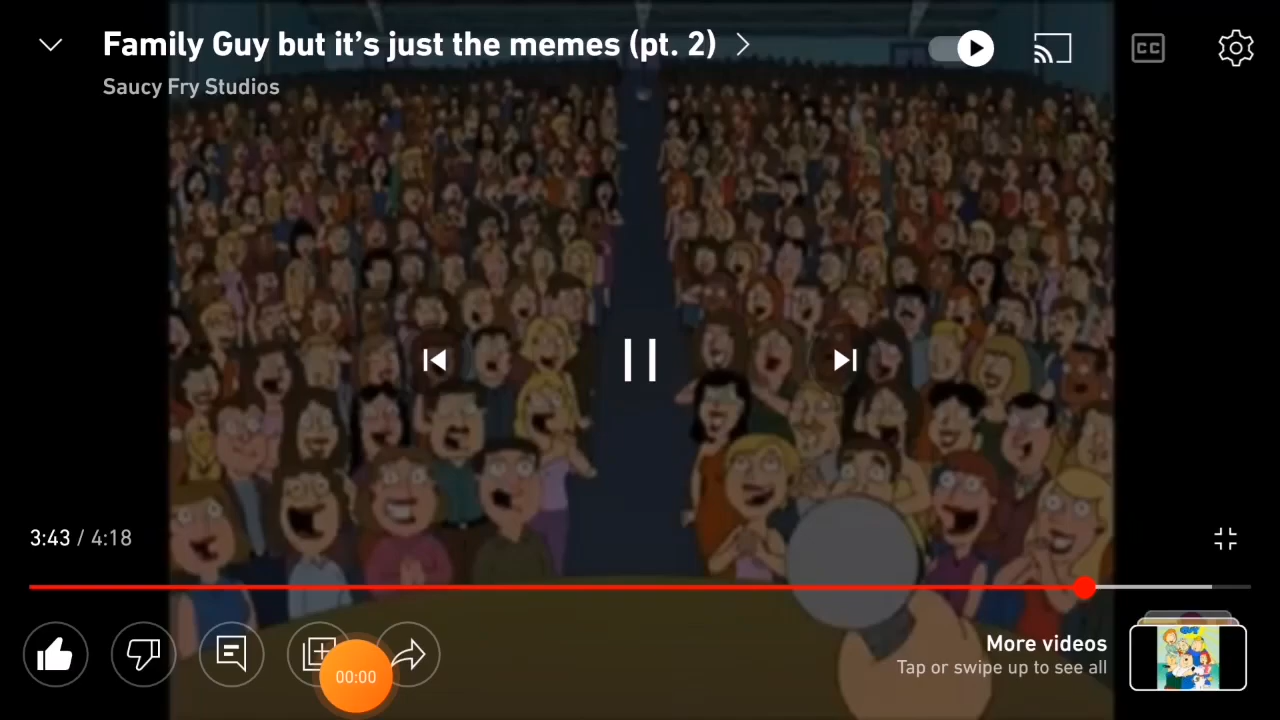 Family Guy but it's just the memes (pt. 2)
Saucy Fry Studios
CC
3:43 / 4:18
00:00
More videos
Tap or swipe up to see all